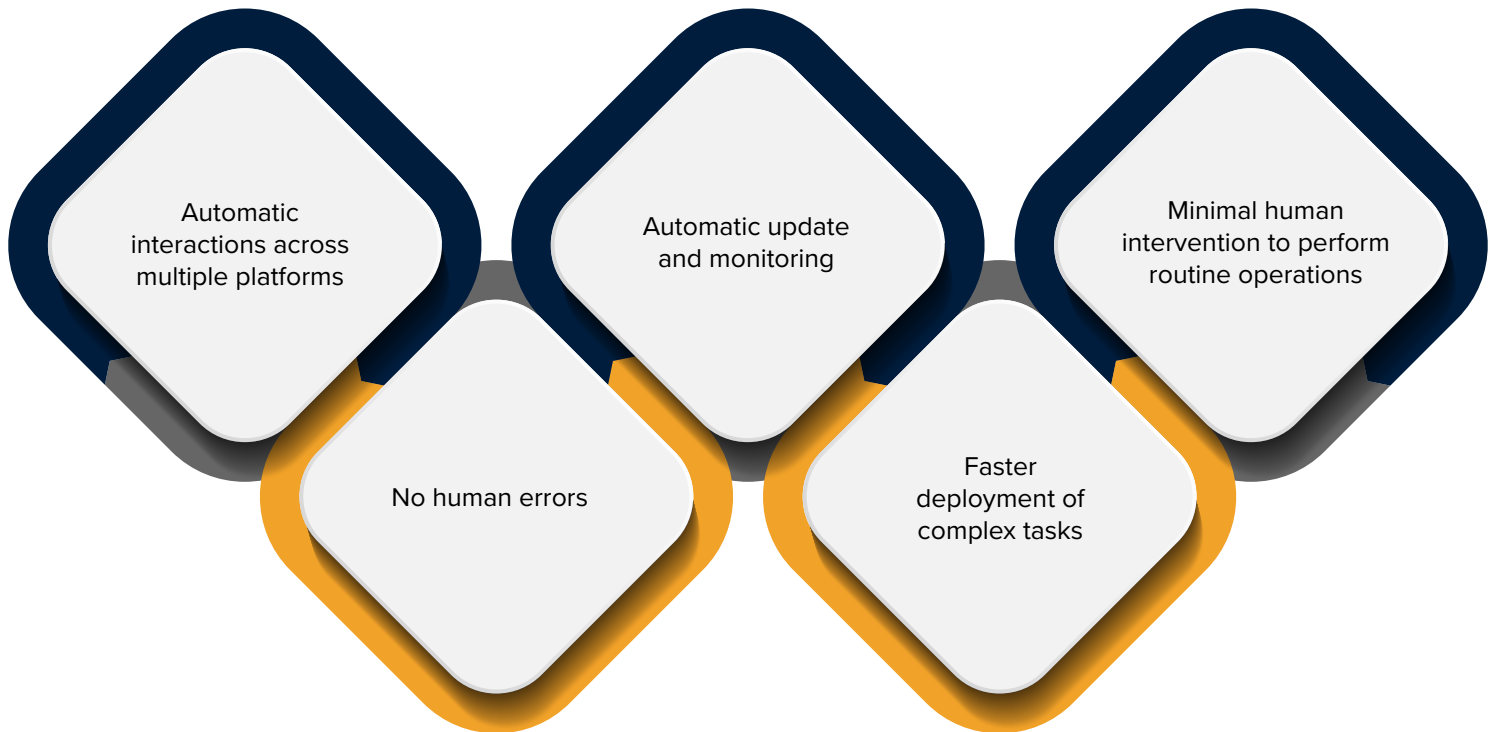 Automatic
interactions across
multiple platforms
No human errors
Automatic update
and monitoring
Faster
deployment of
complex tasks
Minimal human
intervention to perform
routine operations